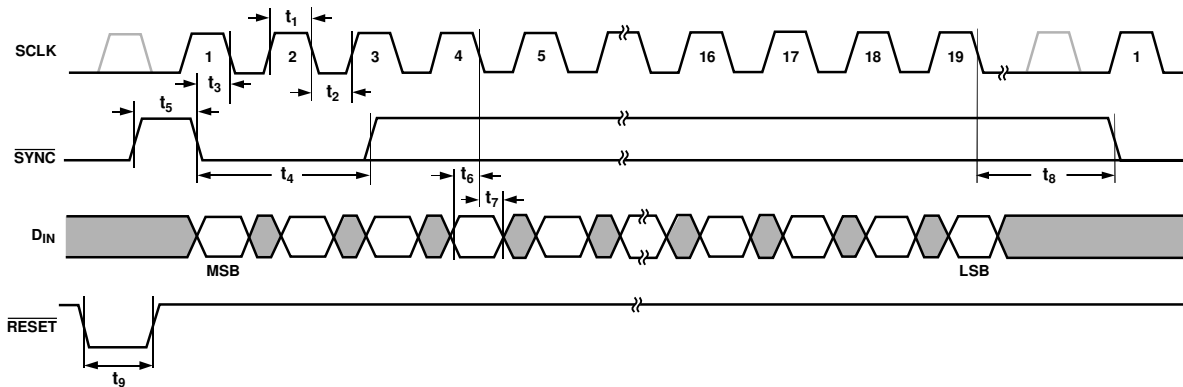 t1
SCLK
1 2 3 4 5 16 17 18 19 1
t3 t2
t5
SYNC
t4 t6 t8
t7
DIN
MSB LSB
RESET
t9